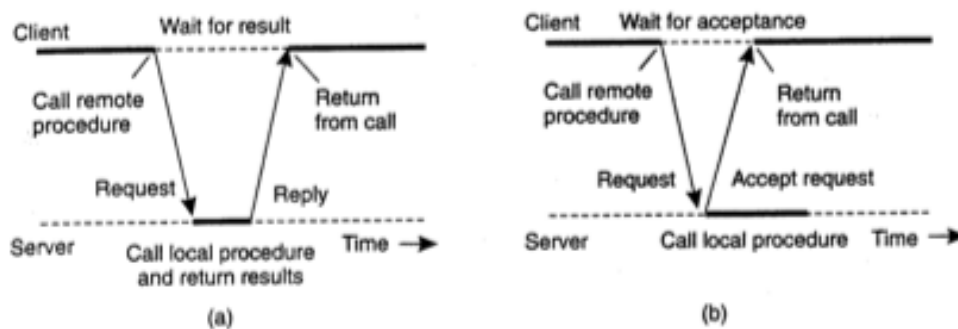 Client
Wait for result
Call remote
procedure
Return
from call
Request
Reply
Server
Call local procedure
and return results
Time
(a)
Client
Wait for acceptance
Call remote
procedure
Return
from call
Request
Accept request
Server
Call local procedure
Time
(b)